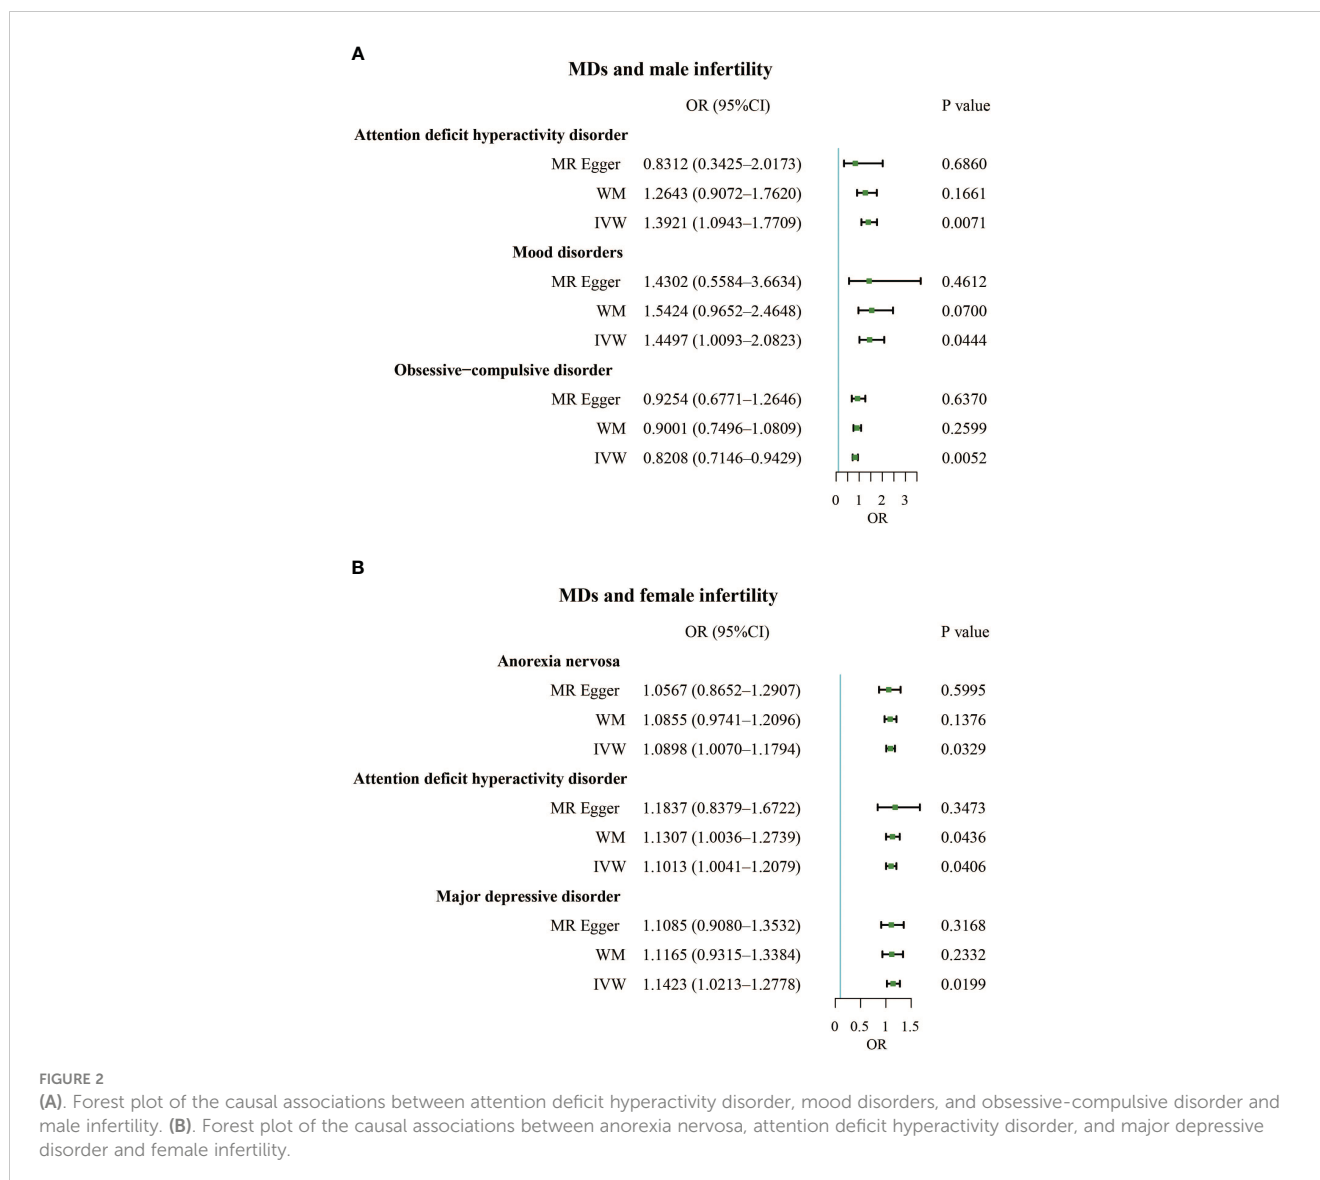 A
MDs and male infertility
OR (95%CI) P value
Attention deficit hyperactivity disorder
MR Egger 0.8312 (0.3425–2.0173) 0.6860
WM 1.2643 (0.9072–1.7620) 0.1661
IVW 1.3921 (1.0943–1.7709) 0.0071
Mood disorders
MR Egger 1.4302 (0.5584–3.6634) 0.4612
WM 1.5424 (0.9652–2.4648) 0.0700
IVW 1.4497 (1.0093–2.0823) 0.0444
Obsessive−compulsive disorder
MR Egger 0.9254 (0.6771–1.2646) 0.6370
WM 0.9001 (0.7496–1.0809) 0.2599
IVW 0.8208 (0.7146–0.9429) 0.0052
0 1 2 3
OR
B
MDs and female infertility
OR (95%CI) P value
Anorexia nervosa
MR Egger 1.0567 (0.8652–1.2907) 0.5995
WM 1.0855 (0.9741–1.2096) 0.1376
IVW 1.0898 (1.0070–1.1794) 0.0329
Attention deficit hyperactivity disorder
MR Egger 1.1837 (0.8379–1.6722) 0.3473
WM 1.1307 (1.0036–1.2739) 0.0436
IVW 1.1013 (1.0041–1.2079) 0.0406
Major depressive disorder
MR Egger 1.1085 (0.9080–1.3532) 0.3168
WM 1.1165 (0.9315–1.3384) 0.2332
IVW 1.1423 (1.0213–1.2778) 0.0199
0 0.5 1 1.5
OR
FIGURE 2
(A). Forest plot of the causal associations between attention deficit hyperactivity disorder, mood disorders, and obsessive-compulsive disorder and
male infertility. (B). Forest plot of the causal associations between anorexia nervosa, attention deficit hyperactivity disorder, and major depressive
disorder and female infertility.